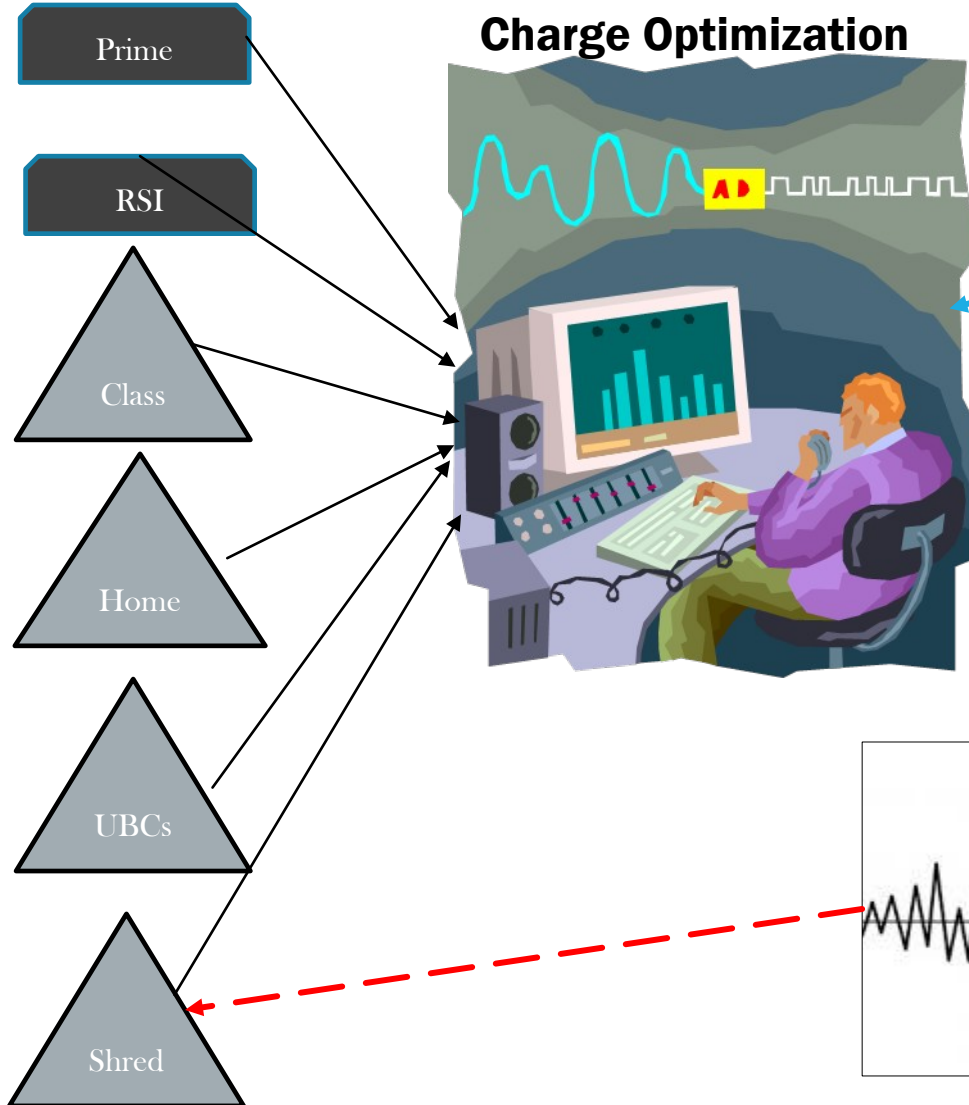 Charge Optimization
Prime
A D
RSI
Class
Home
UBCs
Shred